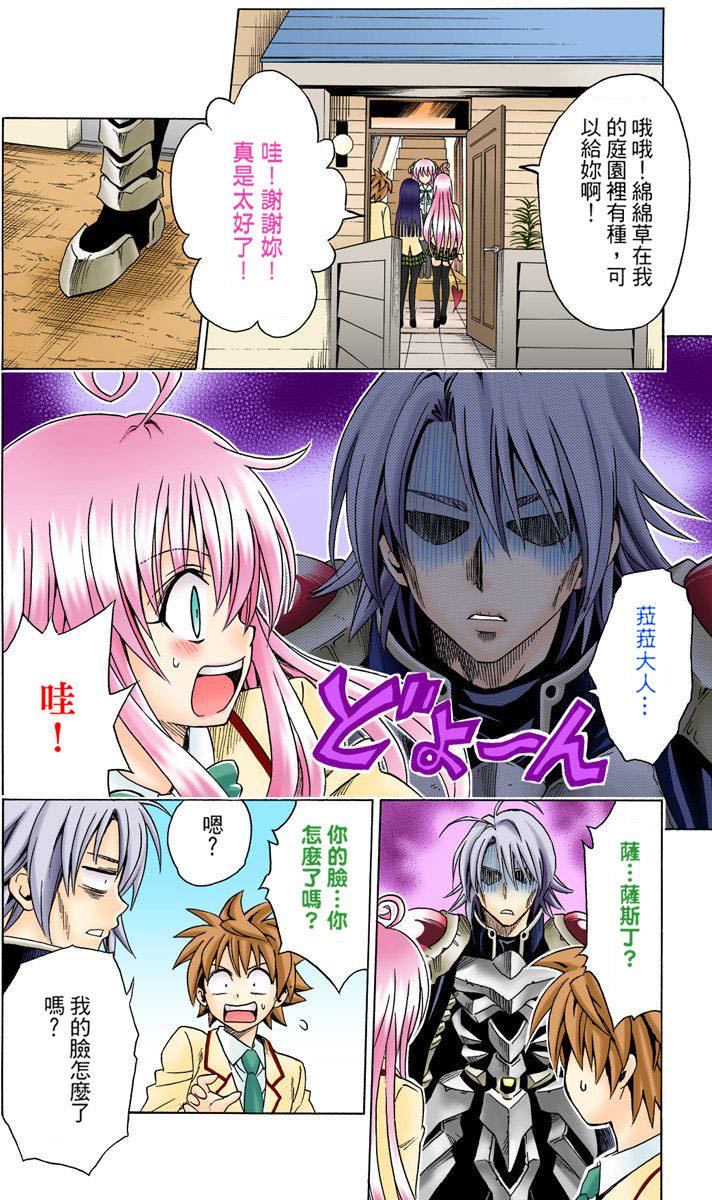 哦哦！綿綿草在我
的庭園裡有種，可
以給妳啊！
哇！謝謝妳！
真是太好了！
菈菈大人…
哇！
どょーん
薩…薩斯丁？
你的臉…你
怎麼了嗎？
嗯？
我的臉怎麼了
嗎？